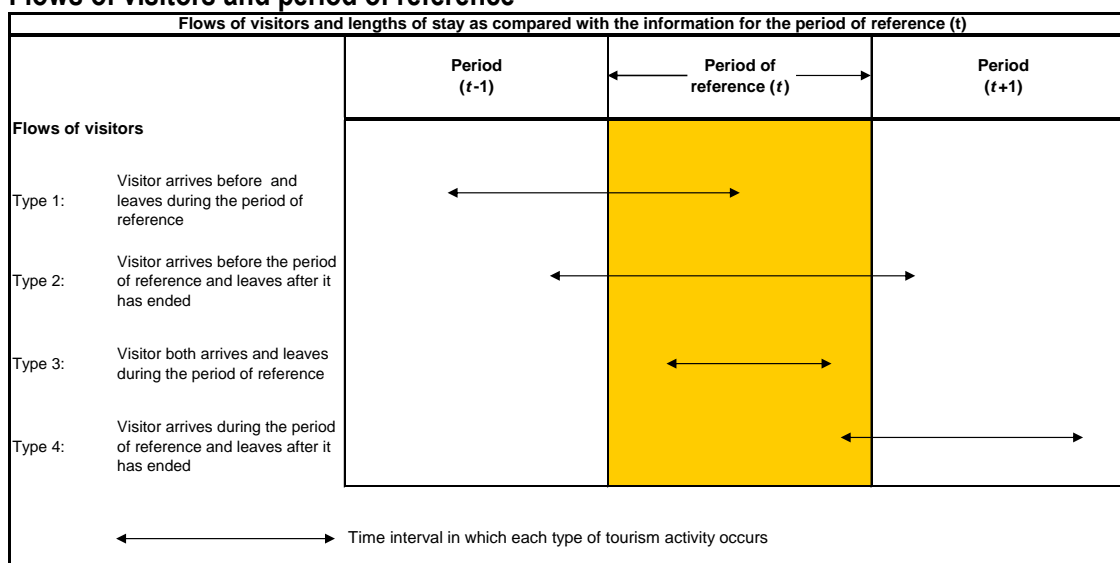 Flows of visitors and period of reference
Flows of visitors and lengths of stay as compared with the information for the period of reference (t)
Period
(t-1)
Period of
reference (t)
Period
(t+1)
Flows of visitors
Type 1:
Visitor arrives before and
leaves during the period of
reference
Type 2:
Visitor arrives before the period
of reference and leaves after it
has ended
Type 3:
Visitor both arrives and leaves
during the period of reference
Type 4:
Visitor arrives during the period
of reference and leaves after it
has ended
Time interval in which each type of tourism activity occurs